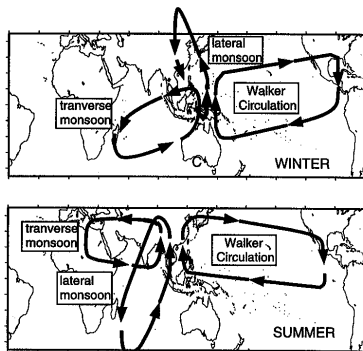 lateral
monsoon
tranverse
monsoon
Walker
Circulation
WINTER
tranverse
monsoon
Walker
Circulation
lateral
monsoon
SUMMER